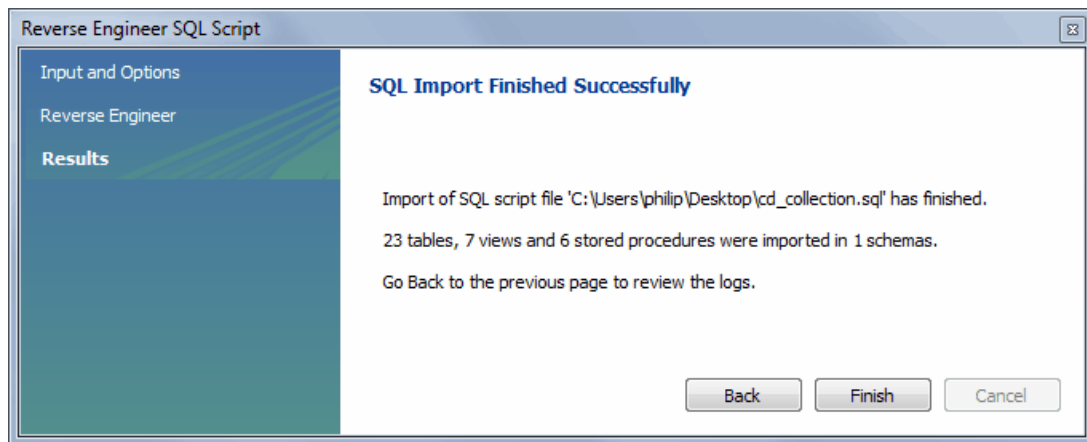 Reverse Engineer SQL Script
Input and Options
Reverse Engineer
Results
SQL Import Finished Successfully
Import of SQL script file 'C:\Users\philip\Desktop\cd_collection.sql' has finished.
23 tables, 7 views and 6 stored procedures were imported in 1 schemas.
Go Back to the previous page to review the logs.
Back
Finish
Cancel